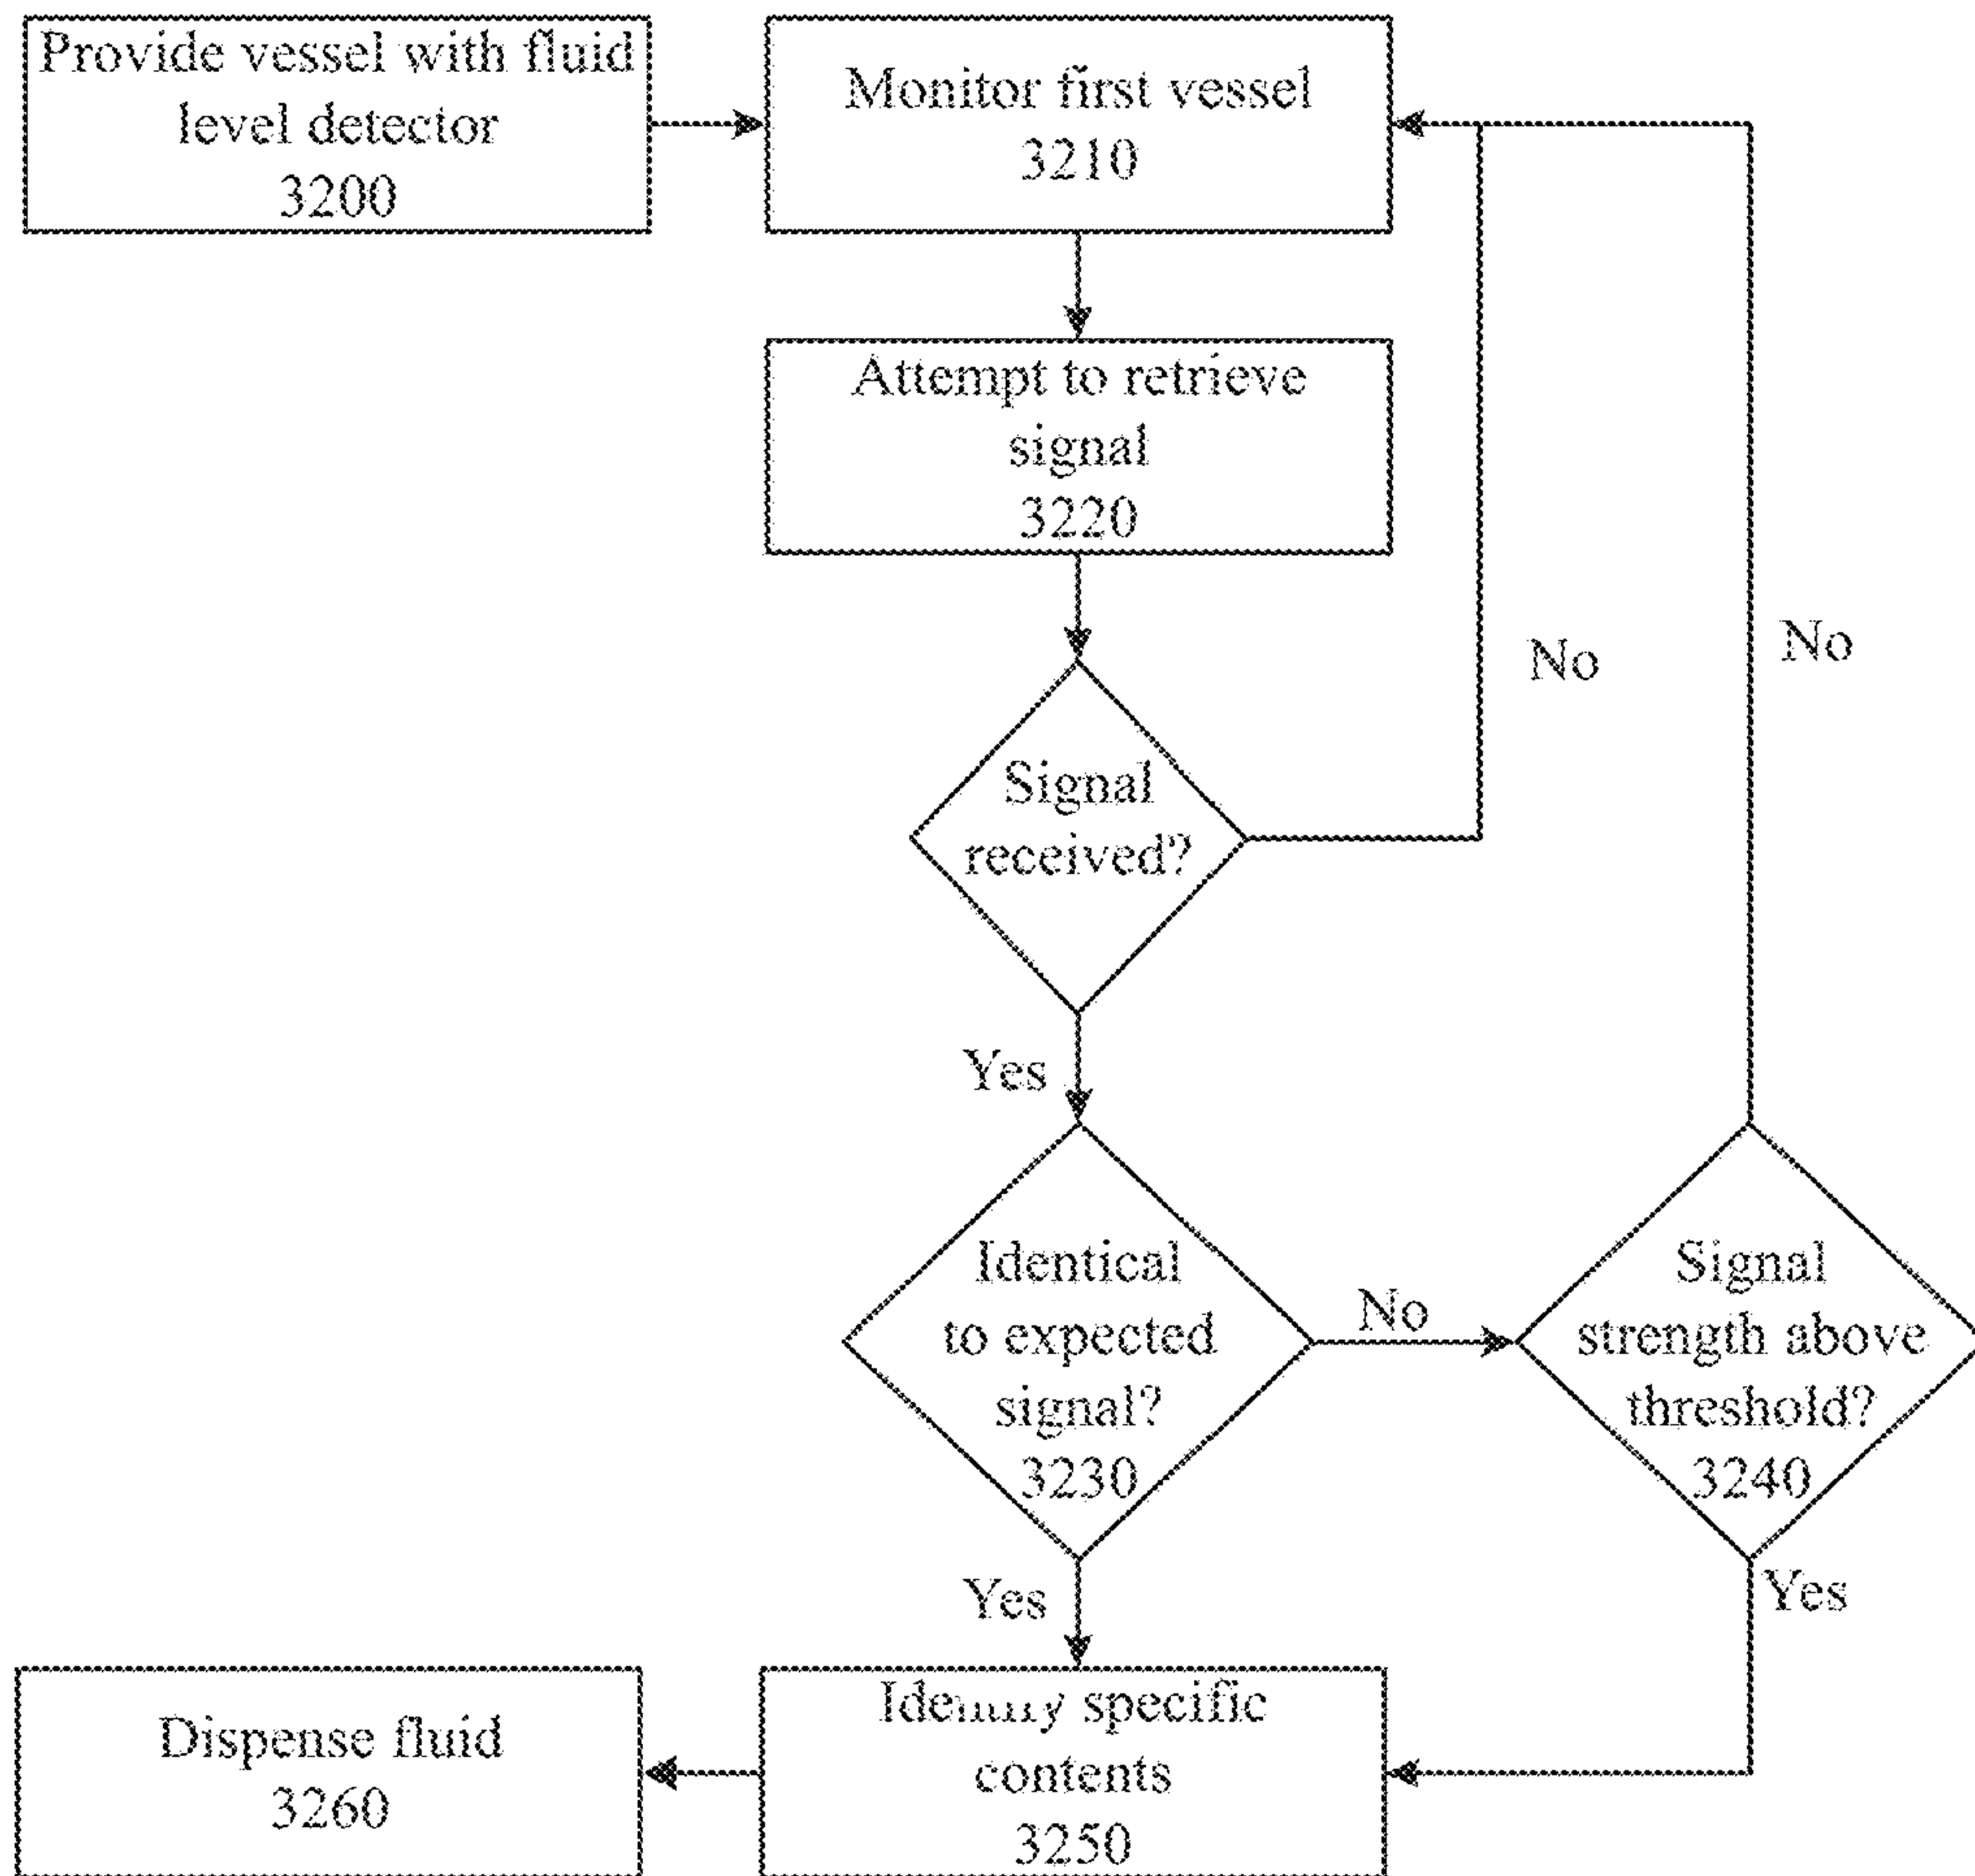 Provide vessel with fluid
level detector
3200
Monitor first vessel
3210
Attempt to retrieve
signal
3220
No
No
Signal
received?
Yes
Identical
to expected
signal?
3230
No
Signal
strength above
threshold?
3240
Yes
Yes
Identify specific
contents
3250
Dispense fluid
3260